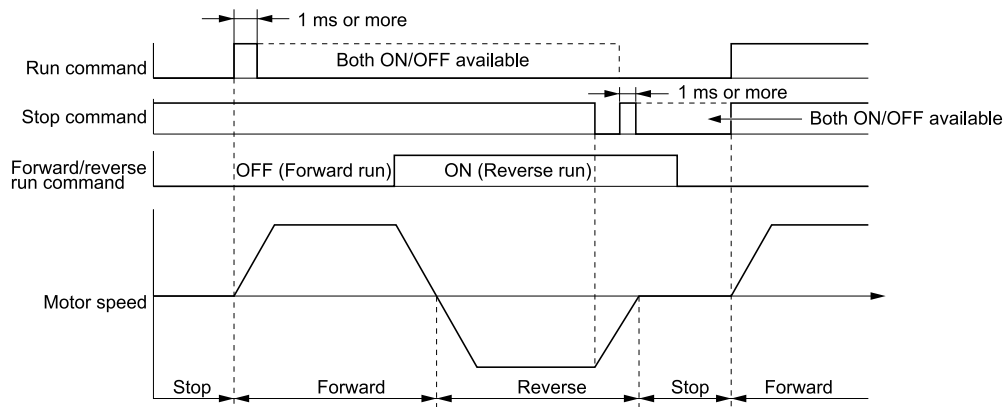 1 ms or more
Run command
Both ON/OFF available
1 ms or more
Stop command
Both ON/OFF available
Forward/reverse
run command
OFF (Forward run)
ON (Reverse run)
Motor speed
Stop
Forward
Reverse
Stop
Forward